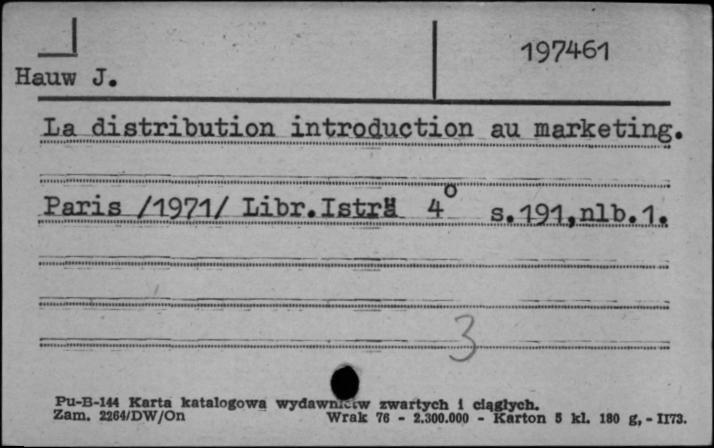 197461
Hauw J.
La distribution introduction au marketing.
Paris /1971/ Libr.Istra 4° s.191,nlb.1.
3
Pu-B-144 Karta katalogowa wydawnictw zwartych i ciągłych.
Zam. 2264/DW/On Wrak 76 - 2.300.000 - Karton 5 kl. 180 g, - II73.